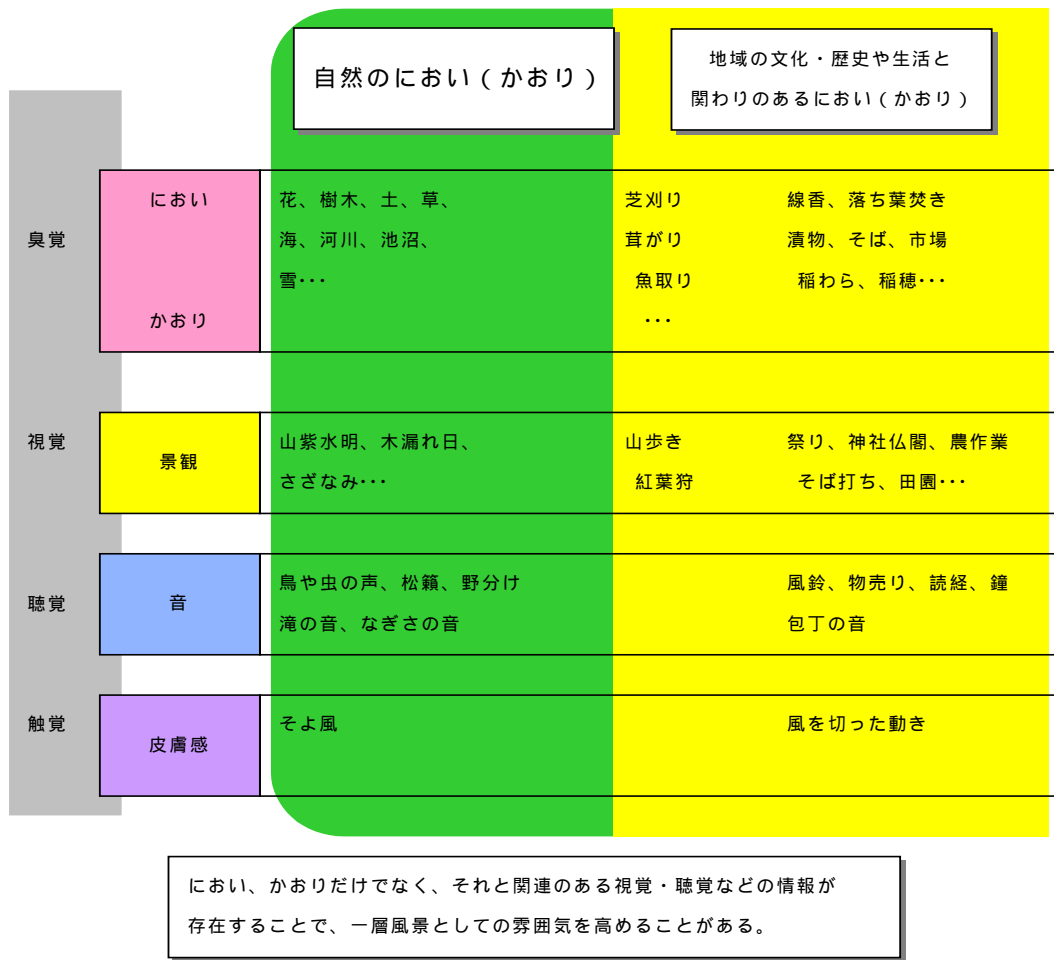 自然のにおい(かおり)
地域の文化・歴史や生活と
関わりのあるにおい(かおり)
臭覚
におい
かおり
花、樹木、土、草、
海、河川、池沼、
雪･･･
芝刈り
茸がり
魚取り
･･･
線香、落ち葉焚き
漬物、そば、市場
稲わら、稲穂･･･
視覚
景観
山紫水明、木漏れ日、
さざなみ･･･
山歩き
紅葉狩
祭り、神社仏閣、農作業
そば打ち、田園･･･
聴覚
音
鳥や虫の声、松籟、野分け
滝の音、なぎさの音
風鈴、物売り、読経、鐘
包丁の音
触覚
皮膚感
そよ風
風を切った動き
におい、かおりだけでなく、それと関連のある視覚・聴覚などの情報が
存在することで、一層風景としての雰囲気を高めることがある。